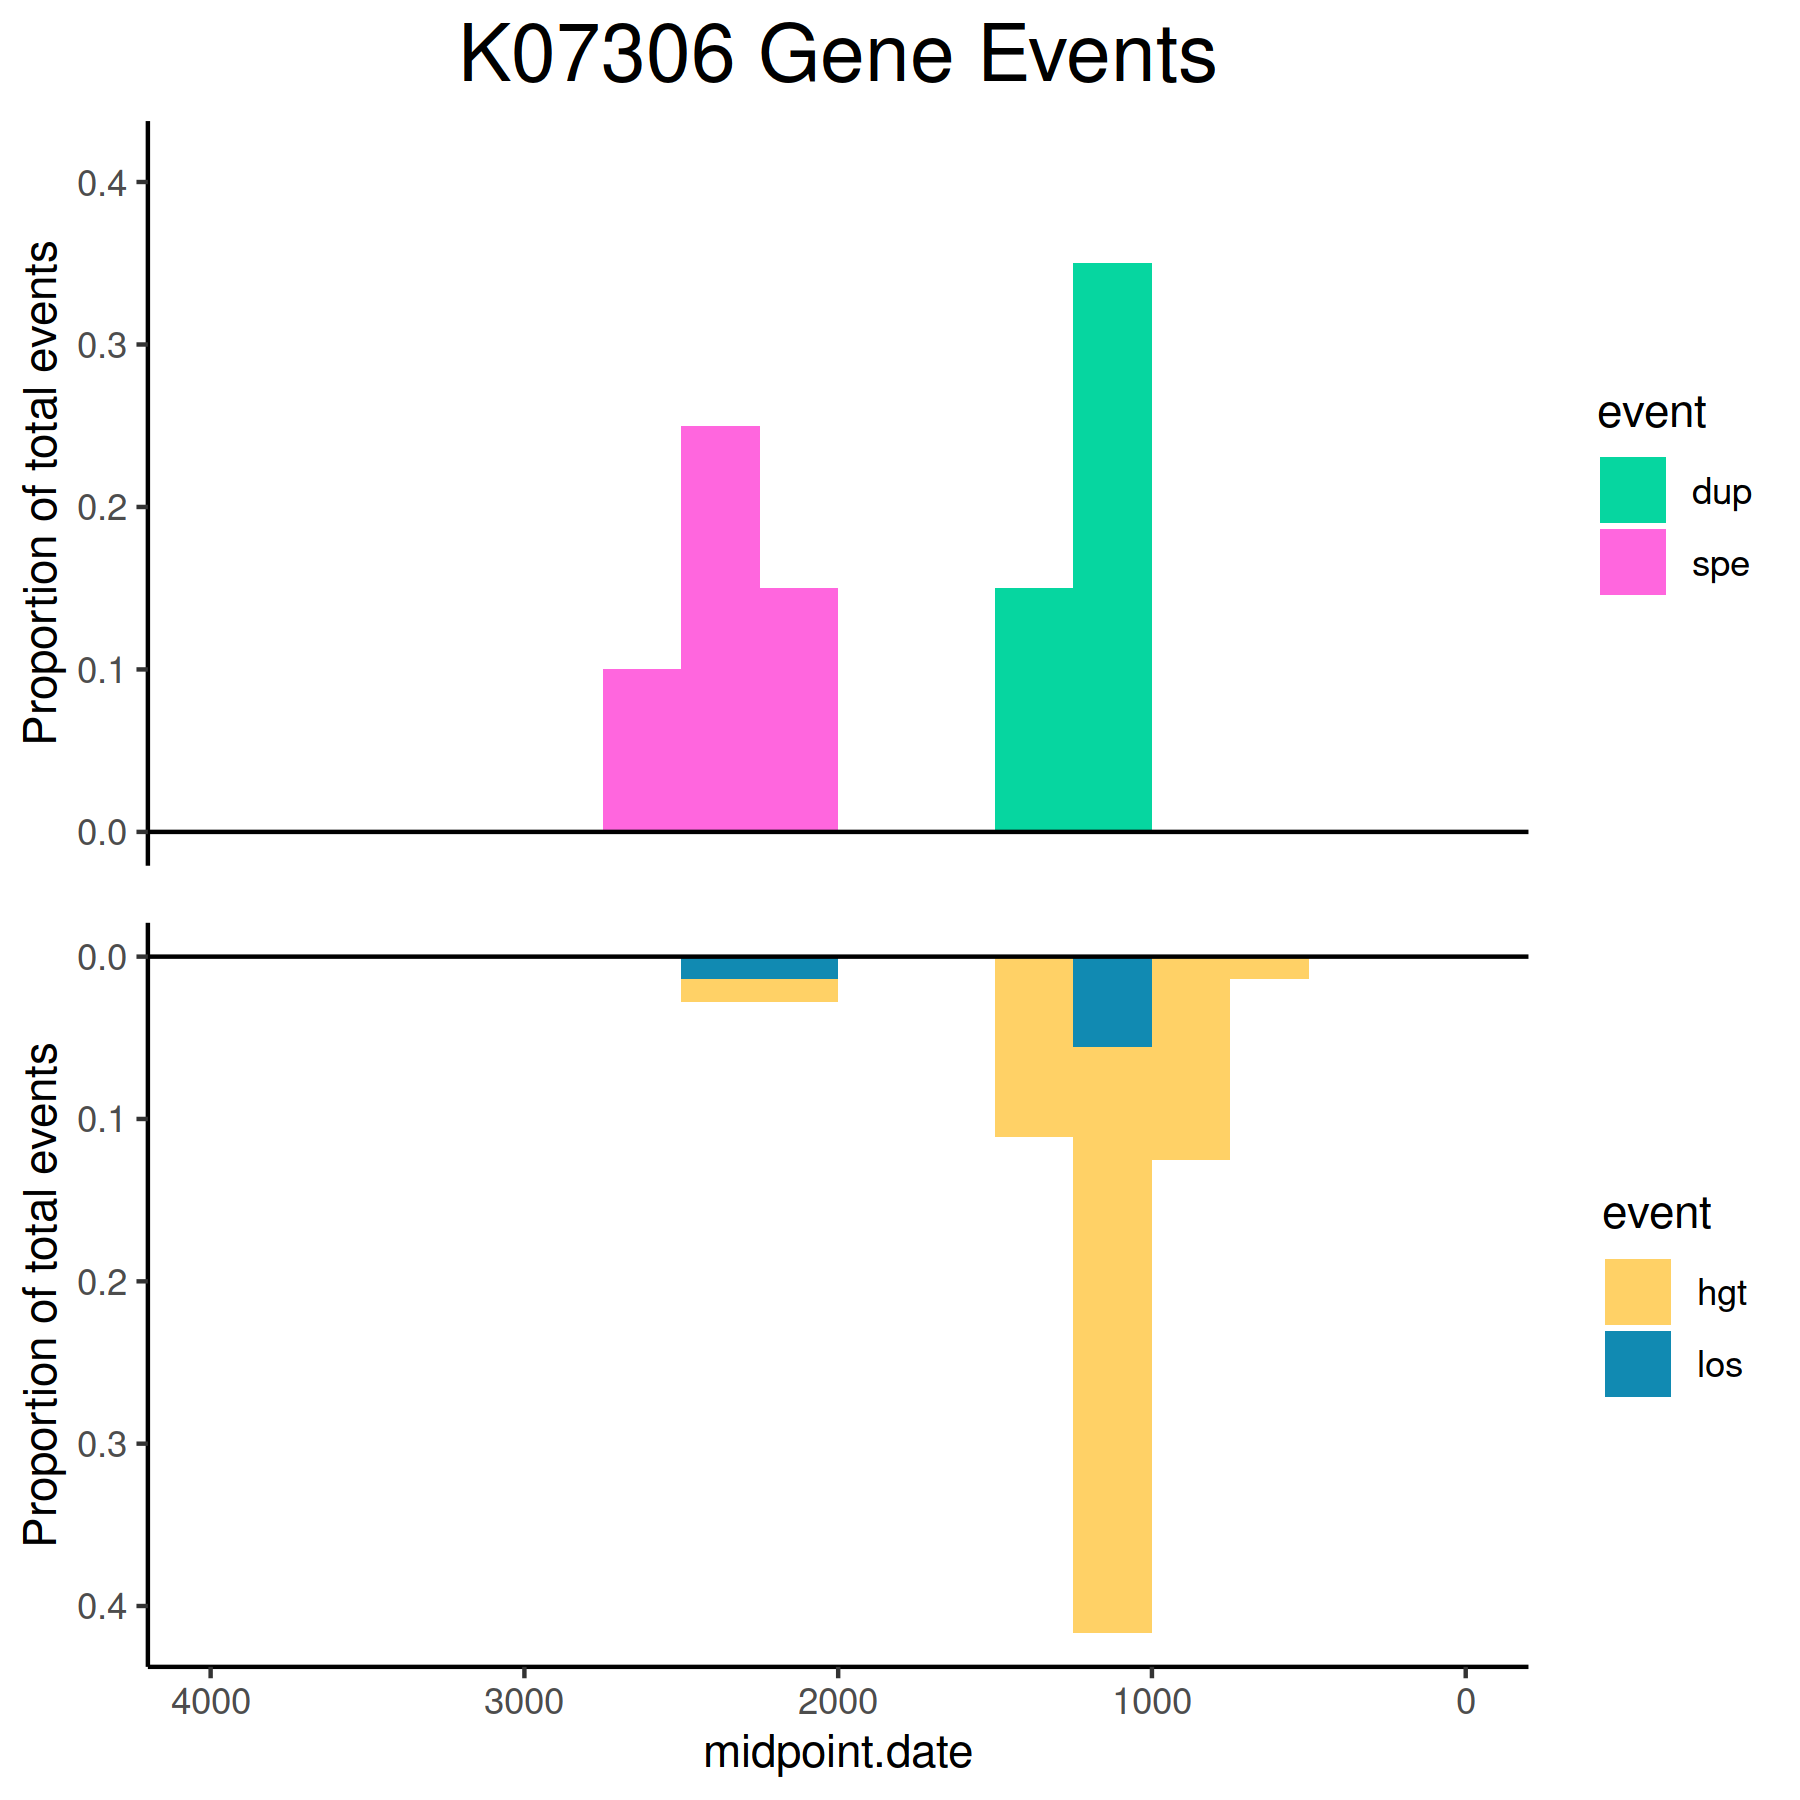 K07306 Gene Events
Proportion of total events
0.4
0.3
0.2
0.1
0.0
event
dup
spe
Proportion of total events
0.0
0.1
0.2
0.3
0.4
event
hgt
los
4000
3000
2000
1000
0
midpoint.date